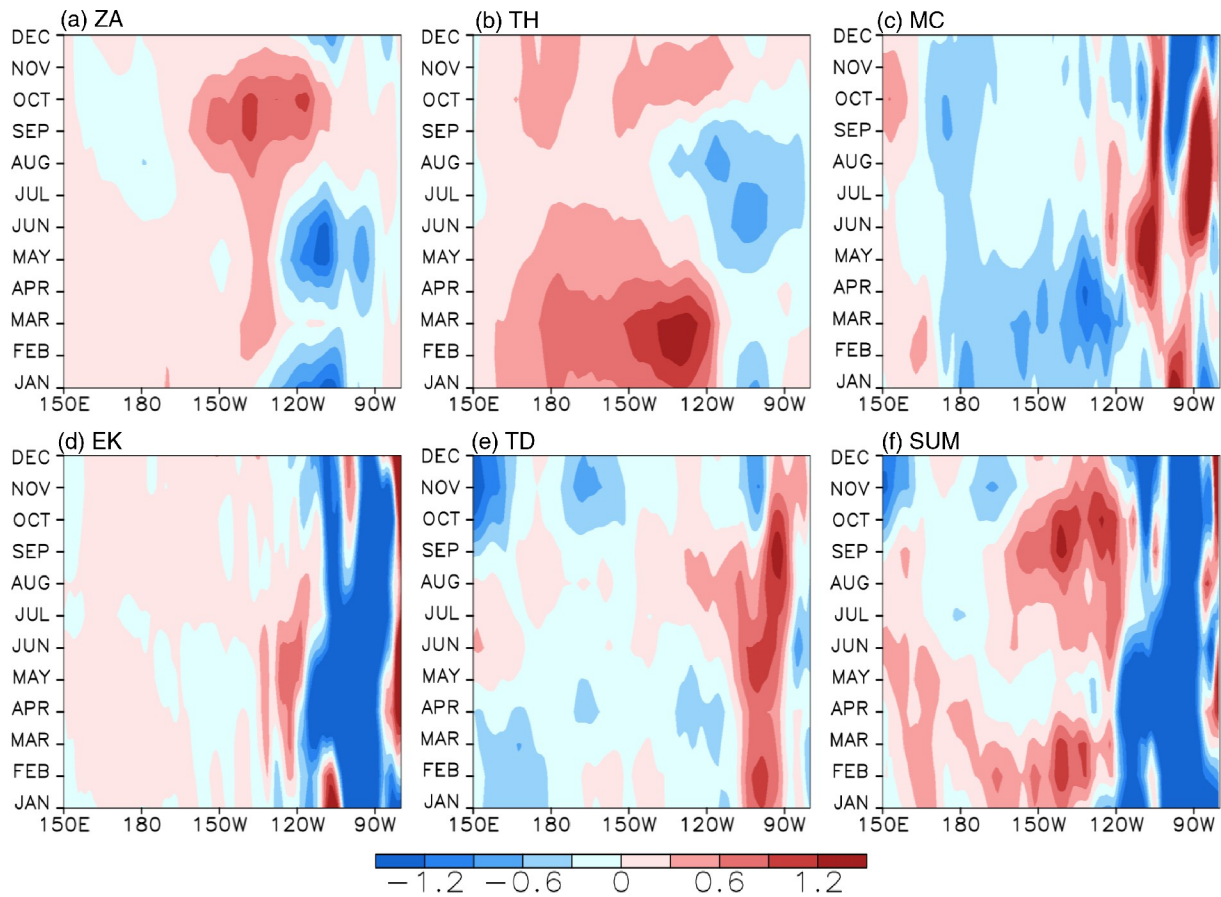 (a) ZA
(b) TH
(c) MC
DEC
NOV
OCT
SEP
AUG
JUL
JUN
MAY
APR
MAR
FEB
JAN
150E 180 150W 120W 90W
DEC
NOV
OCT
SEP
AUG
JUL
JUN
MAY
APR
MAR
FEB
JAN
150E 180 150W 120W 90W
DEC
NOV
OCT
SEP
AUG
JUL
JUN
MAY
APR
MAR
FEB
JAN
150E 180 150W 120W 90W
(d) EK
(e) TD
(f) SUM
DEC
NOV
OCT
SEP
AUG
JUL
JUN
MAY
APR
MAR
FEB
JAN
150E 180 150W 120W 90W
DEC
NOV
OCT
SEP
AUG
JUL
JUN
MAY
APR
MAR
FEB
JAN
150E 180 150W 120W 90W
DEC
NOV
OCT
SEP
AUG
JUL
JUN
MAY
APR
MAR
FEB
JAN
150E 180 150W 120W 90W
−1.2 −0.6 0 0.6 1.2